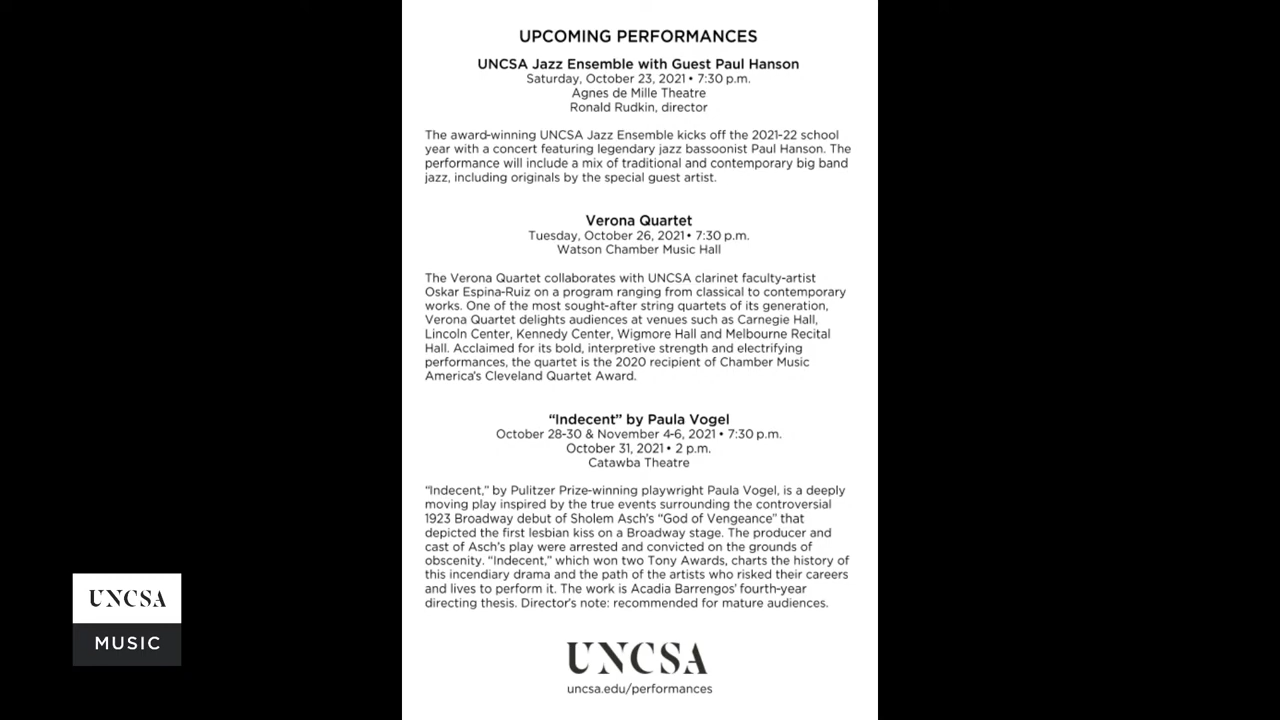 UPCOMING PERFORMANCES
UNCSA Jazz Ensemble with Guest Paul Hanson
Saturday, October 23, 2021 • 7:30 p.m.
Agnes de Mille Theatre
Ronald Rudkin, director
The award-winning UNCSA Jazz Ensemble kicks off the 2021-22 school
year with a concert featuring legendary jazz bassoonist Paul Hanson. The
performance will include a mix of traditional and contemporary big band
jazz, including originals by the special guest artist.
Verona Quartet
Tuesday, October 26, 2021 • 7:30 p.m.
Watson Chamber Music Hall
The Verona Quartet collaborates with UNCSA clarinet faculty-artist
Oskar Espina-Ruiz on a program ranging from classical to contemporary
works. One of the most sought-after string quartets of its generation,
Verona Quartet delights audiences at venues such as Carnegie Hall,
Lincoln Center, Kennedy Center, Wigmore Hall and Melbourne Recital
Hall. Acclaimed for its bold, interpretive strength and electrifying
performances, the quartet is the 2020 recipient of Chamber Music
America's Cleveland Quartet Award.
“Indecent” by Paula Vogel
October 28-30 & November 4-6, 2021 • 7:30 p.m.
October 31, 2021 • 2 p.m.
Catawba Theatre
“Indecent,” by Pulitzer Prize-winning playwright Paula Vogel, is a deeply
moving play inspired by the true events surrounding the controversial
1923 Broadway debut of Sholem Asch's “God of Vengeance” that
depicted the first lesbian kiss on a Broadway stage. The producer and
cast of Asch's play were arrested and convicted on the grounds of
obscenity. “Indecent,” which won two Tony Awards, charts the history of
this incendiary drama and the path of the artists who risked their careers
and lives to perform it. The work is Acadia Barrengos' fourth-year
directing thesis. Director's note: recommended for mature audiences.
UNCSA
uncsa.edu/performances
UNCSA
MUSIC